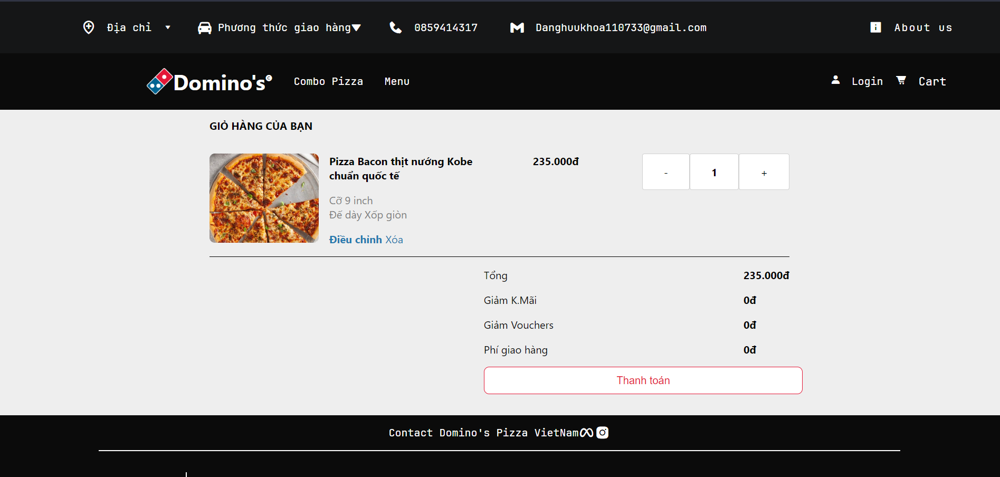 Địa chỉ Phương thức giao hàng 0859414317 Danghuukhoa110733@gmail.com About us
Domino's© Combo Pizza Menu Login Cart
GIỎ HÀNG CỦA BẠN
Pizza Bacon thịt nướng Kobe 235.000đ - 1 +
chuẩn quốc tế
Cỡ 9 inch
Đế dày Xốp giòn
Điều chỉnh Xóa
Tổng 235.000đ
Giảm K.Mãi 0đ
Giảm Vouchers 0đ
Phí giao hàng 0đ
Thanh toán
Contact Domino's Pizza VietNam